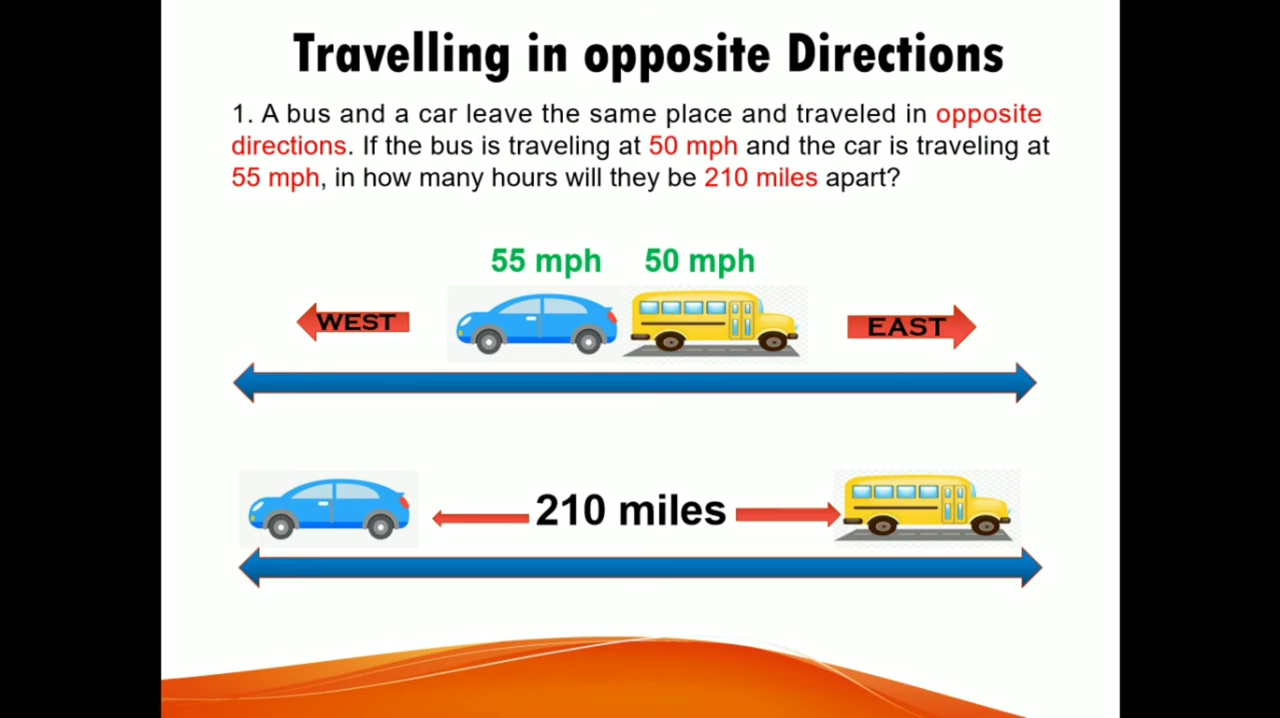 Travelling in opposite Directions
1. A bus and a car leave the same place and traveled in opposite
directions. If the bus is traveling at 50 mph and the car is traveling at
55 mph, in how many hours will they be 210 miles apart?
55 mph 50 mph
WEST EAST
210 miles